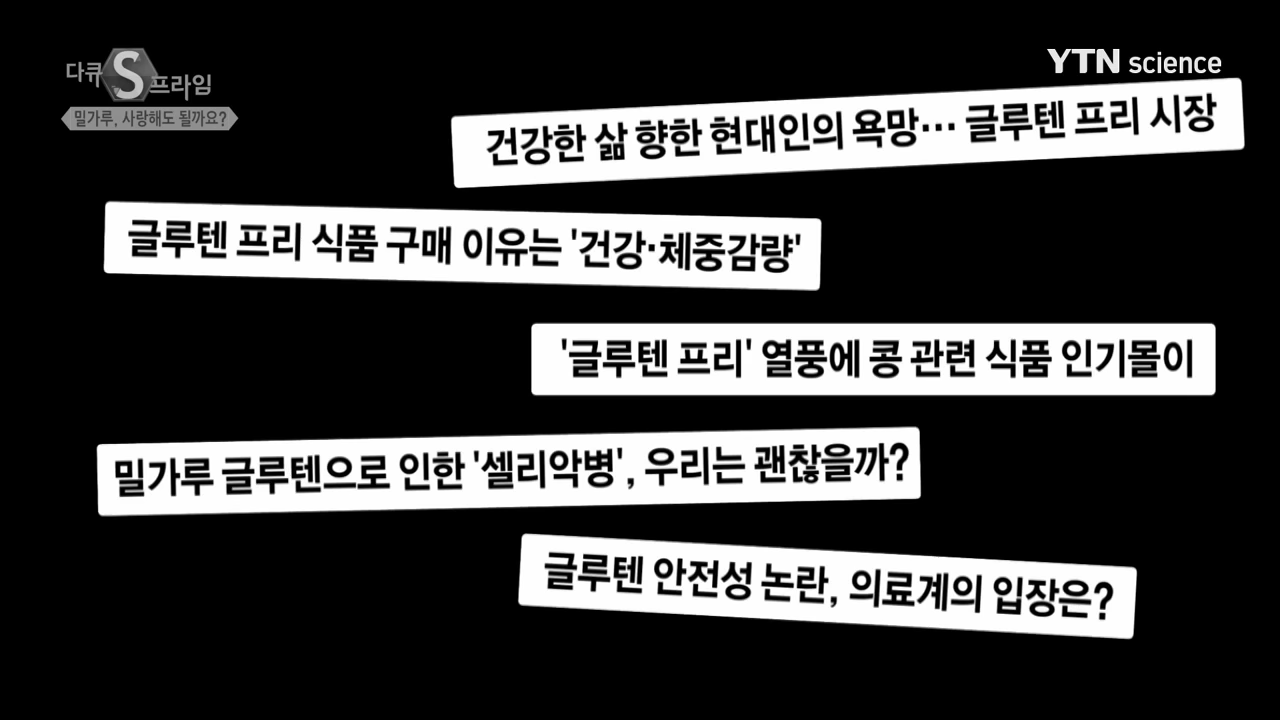 다큐 S 프라임
밀가루, 사랑해도 될까요?
YTN science
건강한 삶 향한 현대인의 욕망… 글루텐 프리 시장
글루텐 프리 식품 구매 이유는 '건강·체중감량'
'글루텐 프리' 열풍에 콩 관련 식품 인기몰이
밀가루 글루텐으로 인한 '셀리악병', 우리는 괜찮을까?
글루텐 안전성 논란, 의료계의 입장은?